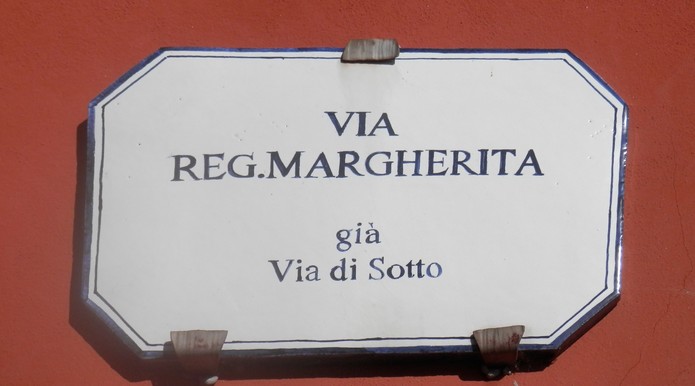 VIA
REG.MARGHERITA
già
Via di Sotto